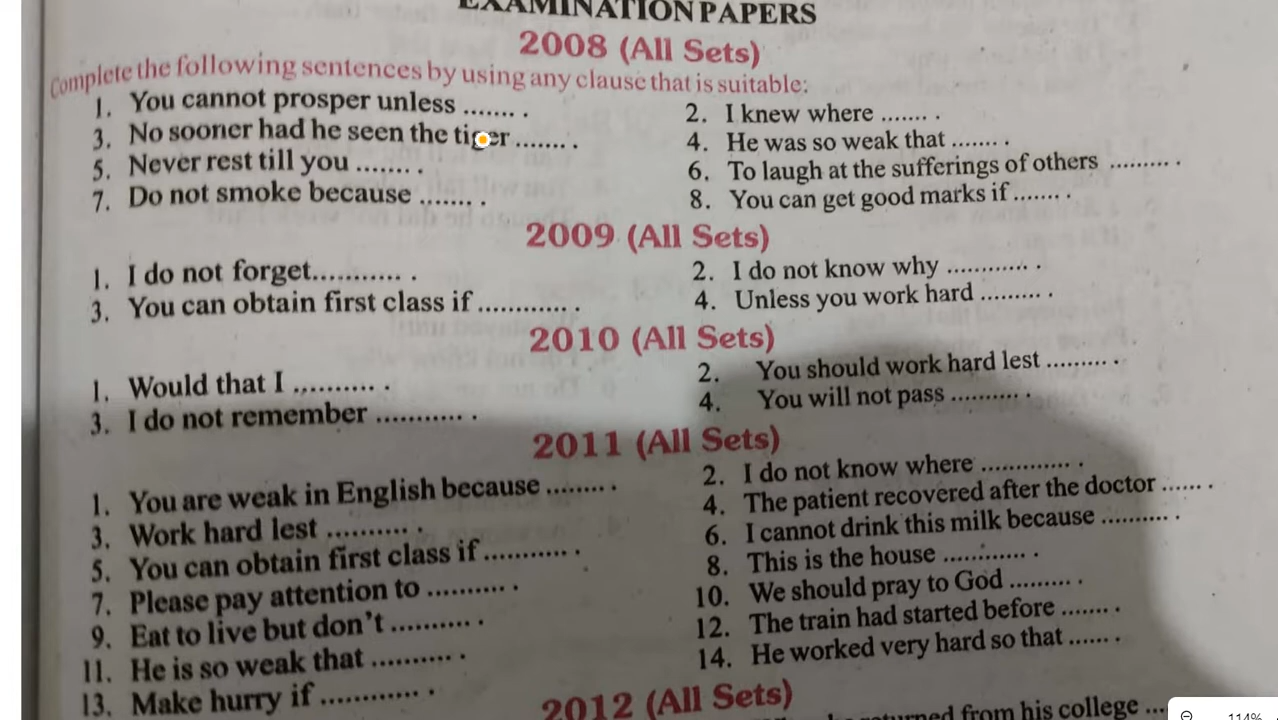 EXAMINATION PAPERS
2008 (All Sets)
Complete the following sentences by using any clause that is suitable:
1. You cannot prosper unless ....... .
2. I knew where ....... .
3. No sooner had he seen the tiger ....... .
4. He was so weak that ....... .
5. Never rest till you ....... .
6. To laugh at the sufferings of others ......... .
7. Do not smoke because ....... .
8. You can get good marks if ....... .
2009 (All Sets)
1. I do not forget........... .
2. I do not know why ............ .
3. You can obtain first class if .............
4. Unless you work hard ......... .
2010 (All Sets)
1. Would that I .......... .
2. You should work hard lest ......... .
3. I do not remember ........... .
4. You will not pass .......... .
2011 (All Sets)
1. You are weak in English because ........ .
2. I do not know where ............. .
3. Work hard lest .......... .
4. The patient recovered after the doctor ...... .
5. You can obtain first class if ........... .
6. I cannot drink this milk because .......... .
7. Please pay attention to .......... .
8. This is the house ............ .
9. Eat to live but don't .......... .
10. We should pray to God ......... .
11. He is so weak that .......... .
12. The train had started before ....... .
13. Make hurry if ............ .
14. He worked very hard so that ...... .
2012 (All Sets)
returned from his college ...
114%